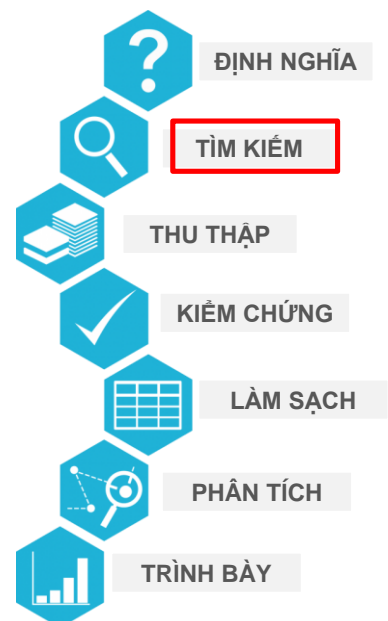 ĐỊNH NGHĨA
TÌM KIẾM
THU THẬP
KIỂM CHỨNG
LÀM SẠCH
PHÂN TÍCH
TRÌNH BÀY